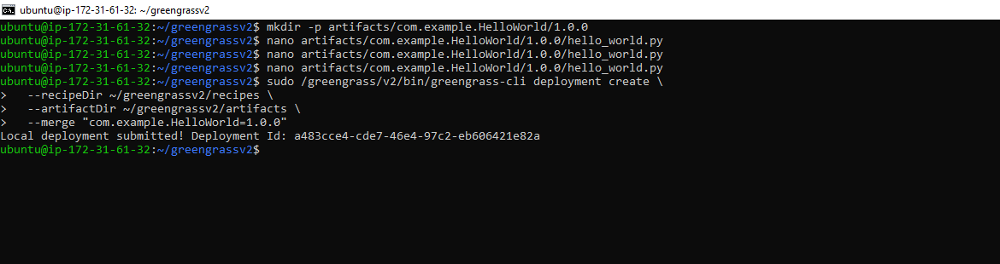 ubuntu@ip-172-31-61-32: ~/greengrassv2
ubuntu@ip-172-31-61-32:~/greengrassv2$ mkdir -p artifacts/com.example.HelloWorld/1.0.0
ubuntu@ip-172-31-61-32:~/greengrassv2$ nano artifacts/com.example.HelloWorld/1.0.0/hello_world.py
ubuntu@ip-172-31-61-32:~/greengrassv2$ nano artifacts/com.example.HelloWorld/1.0.0/hello_world.py
ubuntu@ip-172-31-61-32:~/greengrassv2$ nano artifacts/com.example.HelloWorld/1.0.0/hello_world.py
ubuntu@ip-172-31-61-32:~/greengrassv2$ sudo /greengrass/v2/bin/greengrass-cli deployment create \
>   --recipeDir ~/greengrassv2/recipes \
>   --artifactDir ~/greengrassv2/artifacts \
>   --merge "com.example.HelloWorld=1.0.0"
Local deployment submitted! Deployment Id: a483cce4-cde7-46e4-97c2-eb606421e82a
ubuntu@ip-172-31-61-32:~/greengrassv2$